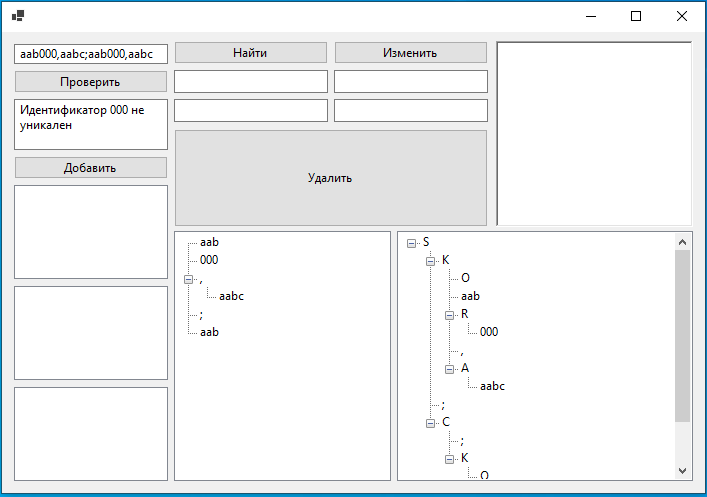 aab000,aabc;aab000,aabc
Проверить
Идентификатор 000 не
уникален
Добавить
Найти
Изменить
Удалить
aab
000
,
aabc
;
aab
S
K
O
aab
R
000
,
A
aabc
;
C
;
K
O